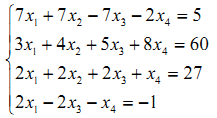 7x₁ + 7x₂ − 7x₃ − 2x₄ = 5
3x₁ + 4x₂ + 5x₃ + 8x₄ = 60
2x₁ + 2x₂ + 2x₃ + x₄ = 27
2x₁ − 2x₃ − x₄ = −1